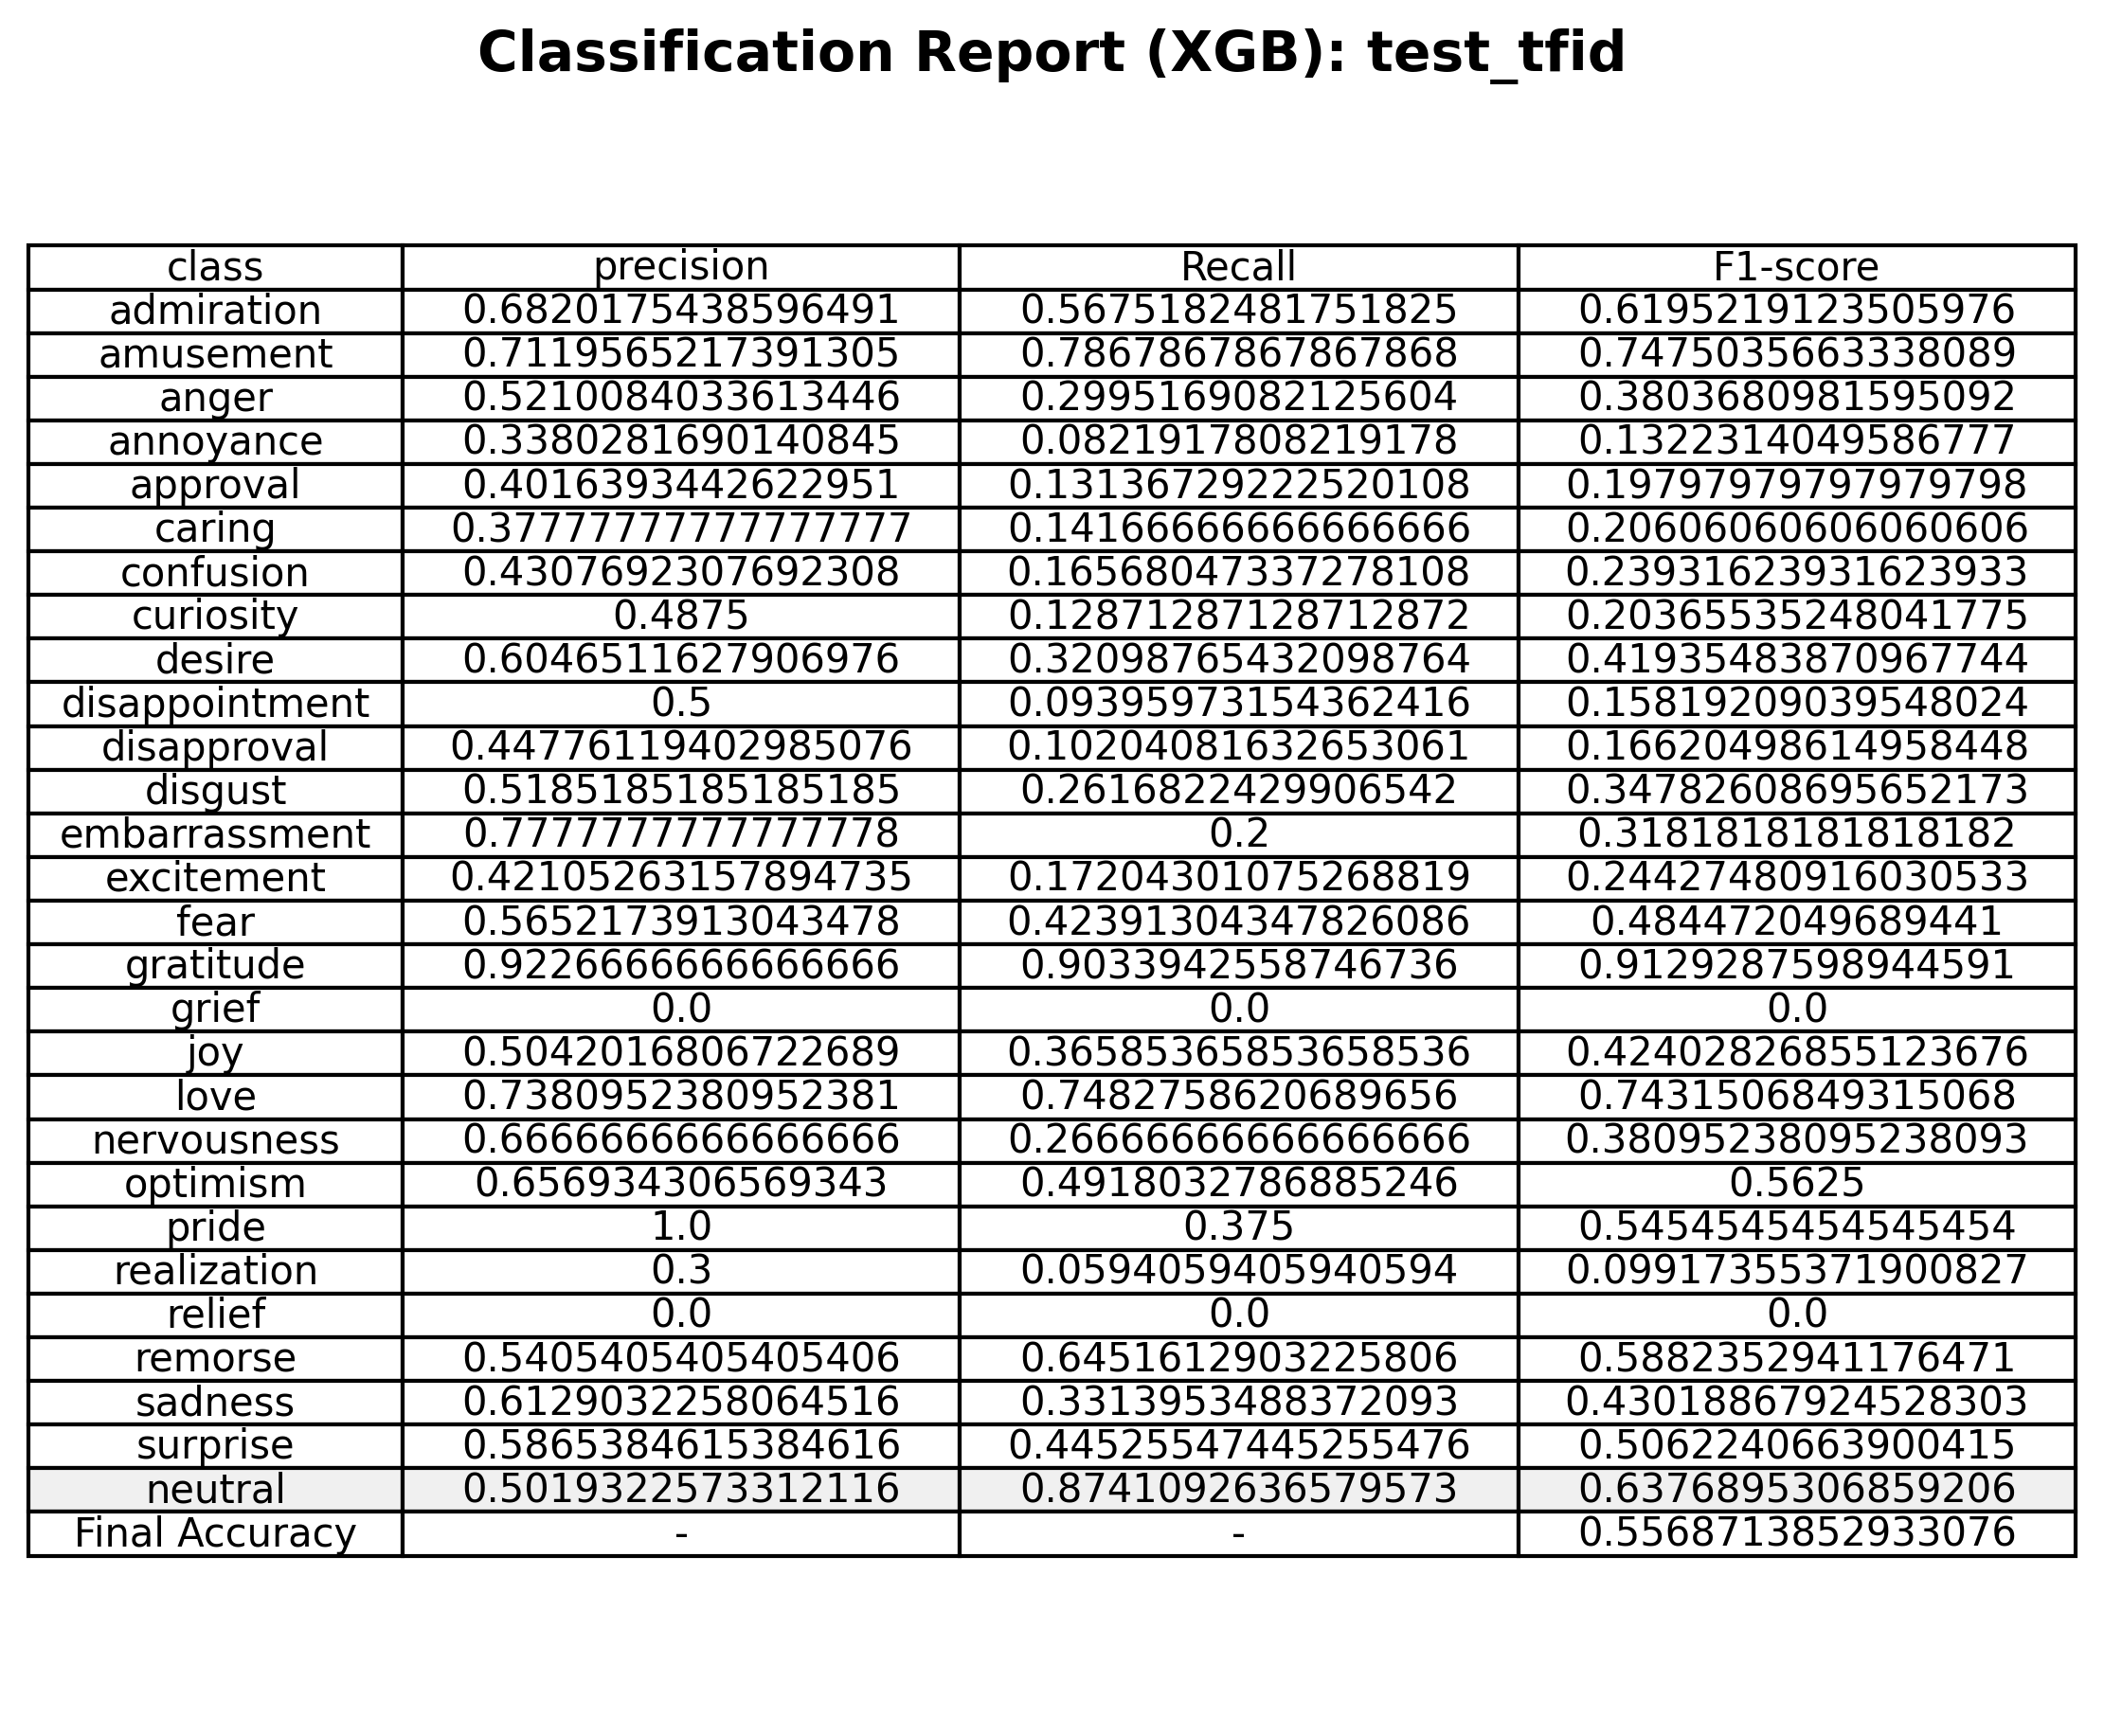 Classification Report (XGB): test_tfid
class precision Recall F1-score
admiration 0.6820175438596491 0.5675182481751825 0.6195219123505976
amusement 0.7119565217391305 0.7867867867867868 0.7475035663338089
anger 0.5210084033613446 0.2995169082125604 0.3803680981595092
annoyance 0.3380281690140845 0.0821917808219178 0.1322314049586777
approval 0.4016393442622951 0.13136729222520108 0.19797979797979798
caring 0.37777777777777777 0.14166666666666666 0.20606060606060606
confusion 0.4307692307692308 0.16568047337278108 0.23931623931623933
curiosity 0.4875 0.12871287128712872 0.20365535248041775
desire 0.6046511627906976 0.32098765432098764 0.41935483870967744
disappointment 0.5 0.09395973154362416 0.15819209039548024
disapproval 0.44776119402985076 0.10204081632653061 0.16620498614958448
disgust 0.5185185185185185 0.2616822429906542 0.34782608695652173
embarrassment 0.7777777777777778 0.2 0.3181818181818182
excitement 0.42105263157894735 0.17204301075268819 0.24427480916030533
fear 0.5652173913043478 0.42391304347826086 0.484472049689441
gratitude 0.9226666666666666 0.9033942558746736 0.9129287598944591
grief 0.0 0.0 0.0
joy 0.5042016806722689 0.36585365853658536 0.42402826855123676
love 0.7380952380952381 0.7482758620689656 0.7431506849315068
nervousness 0.6666666666666666 0.26666666666666666 0.38095238095238093
optimism 0.656934306569343 0.4918032786885246 0.5625
pride 1.0 0.375 0.5454545454545454
realization 0.3 0.0594059405940594 0.09917355371900827
relief 0.0 0.0 0.0
remorse 0.5405405405405406 0.6451612903225806 0.5882352941176471
sadness 0.6129032258064516 0.3313953488372093 0.43018867924528303
surprise 0.5865384615384616 0.44525547445255476 0.5062240663900415
neutral 0.5019322573312116 0.8741092636579573 0.6376895306859206
Final Accuracy - - 0.5568713852933076